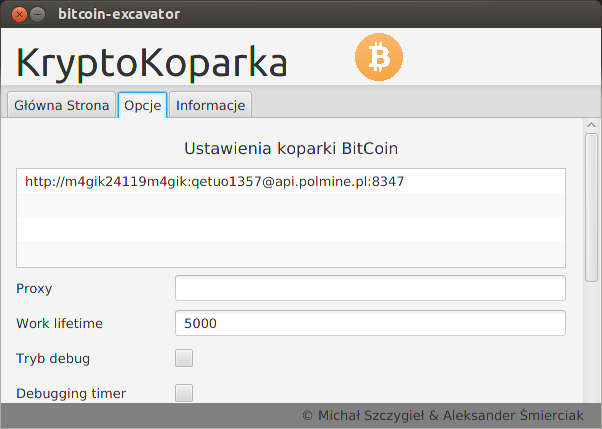 bitcoin-excavator
KryptoKoparka
Główna Strona Opcje Informacje
Ustawienia koparki BitCoin
http://m4gik24119m4gik:qetuo1357@api.polmine.pl:8347
Proxy
Work lifetime 5000
Tryb debug
Debugging timer
© Michał Szczygieł & Aleksander Śmierciak